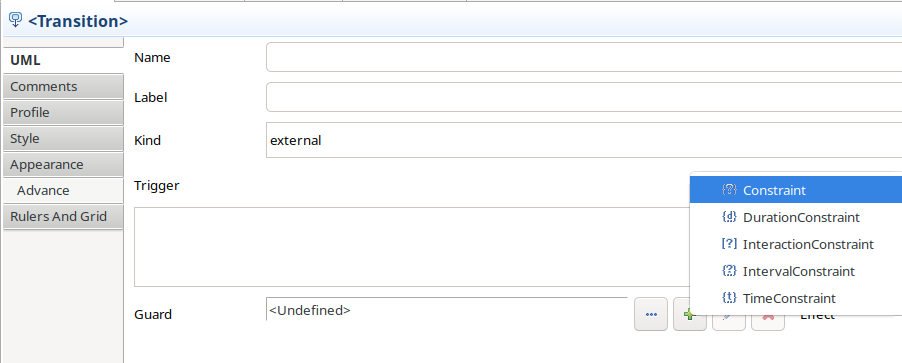 <Transition>
UML
Comments
Profile
Style
Appearance
Advance
Rulers And Grid
Name
Label
Kind
external
Trigger
Constraint
DurationConstraint
InteractionConstraint
IntervalConstraint
TimeConstraint
Guard
<Undefined>
Effect